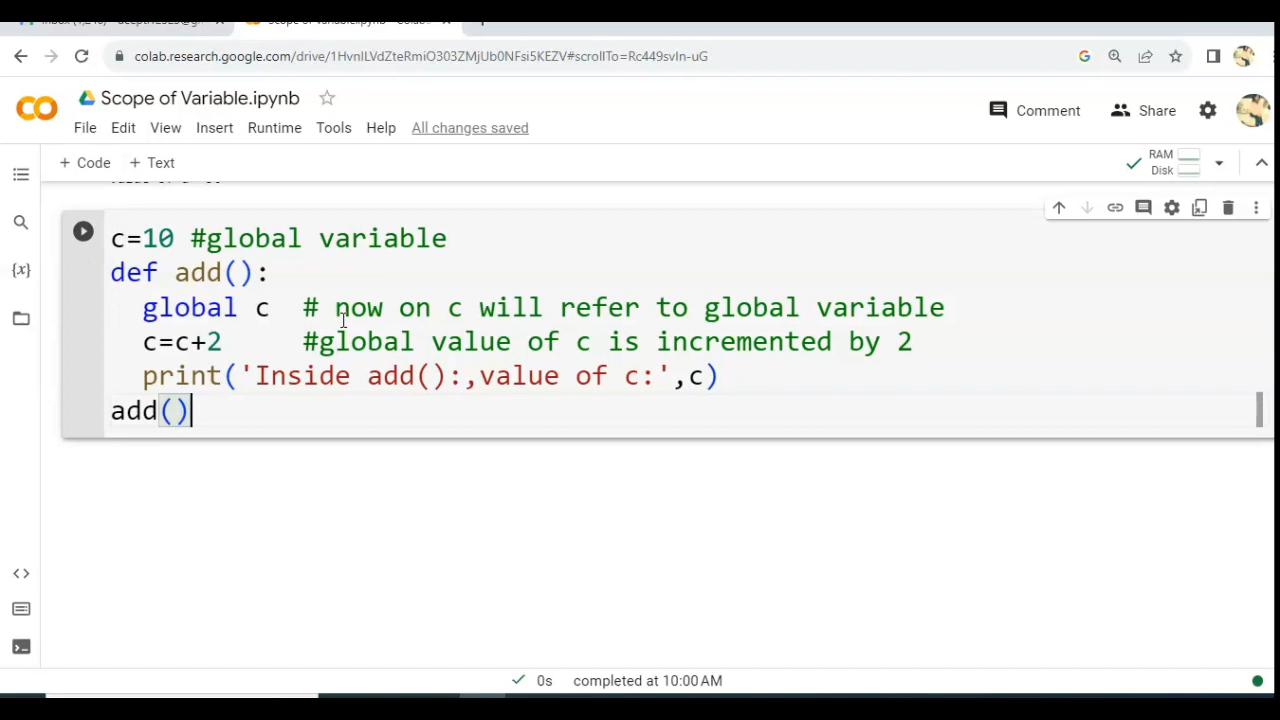 colab.research.google.com/drive/1HvnlLVdZteRmiO303ZMjUb0NFsi5KEZV#scrollTo=Rc449svIn-uG
CO
Scope of Variable.ipynb
Comment
Share
File Edit View Insert Runtime Tools Help All changes saved
+ Code + Text
RAM
Disk
{x}
c=10 #global variable
def add():
global c # now on c will refer to global variable
c=c+2 #global value of c is incremented by 2
print('Inside add():,value of c:',c)
add()
0s completed at 10:00 AM